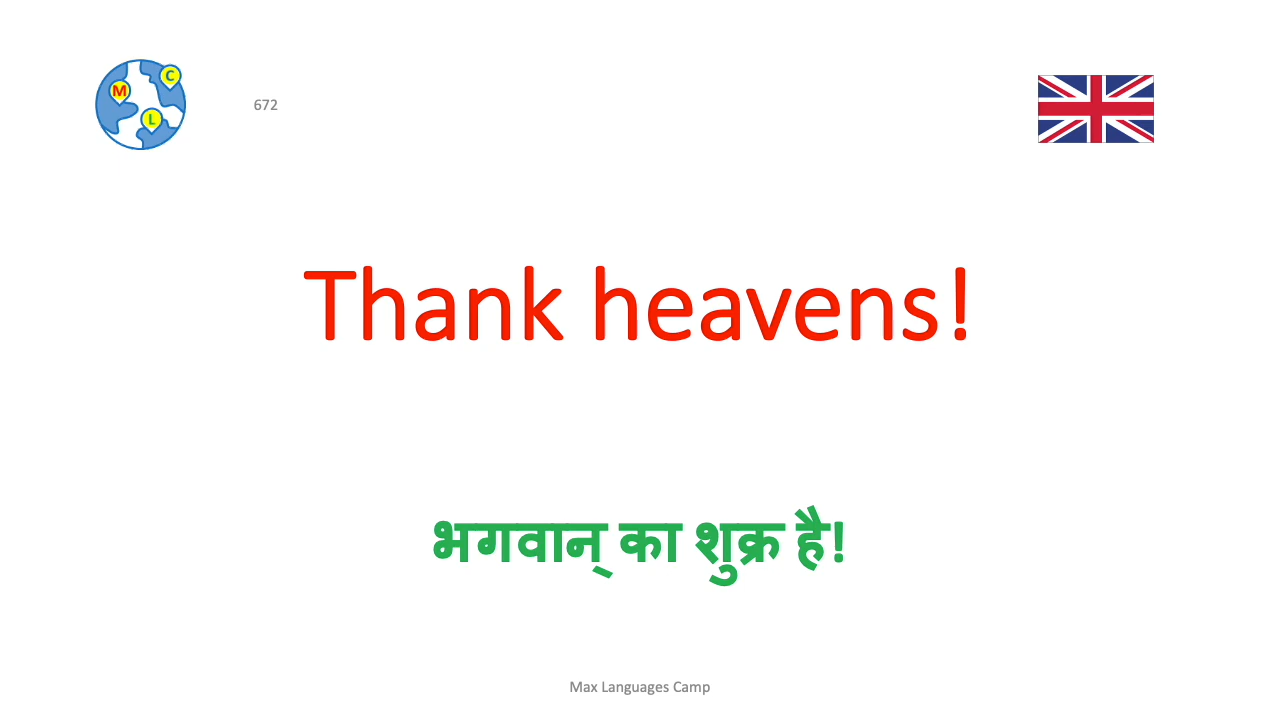 M
C
L
672
Thank heavens!
भगवान् का शुक्र है!
Max Languages Camp